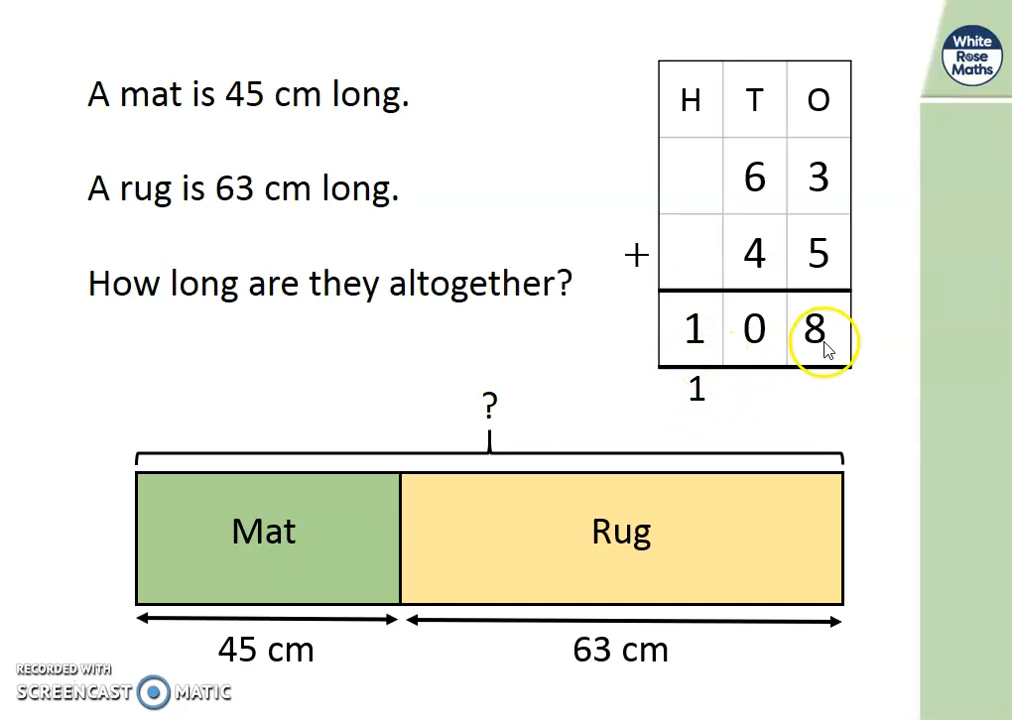 White
Rose
Maths
A mat is 45 cm long.
A rug is 63 cm long.
How long are they altogether?
H T O
6 3
+ 4 5
1 0 8
1
?
Mat Rug
45 cm 63 cm
RECORDED WITH
SCREENCAST MATIC